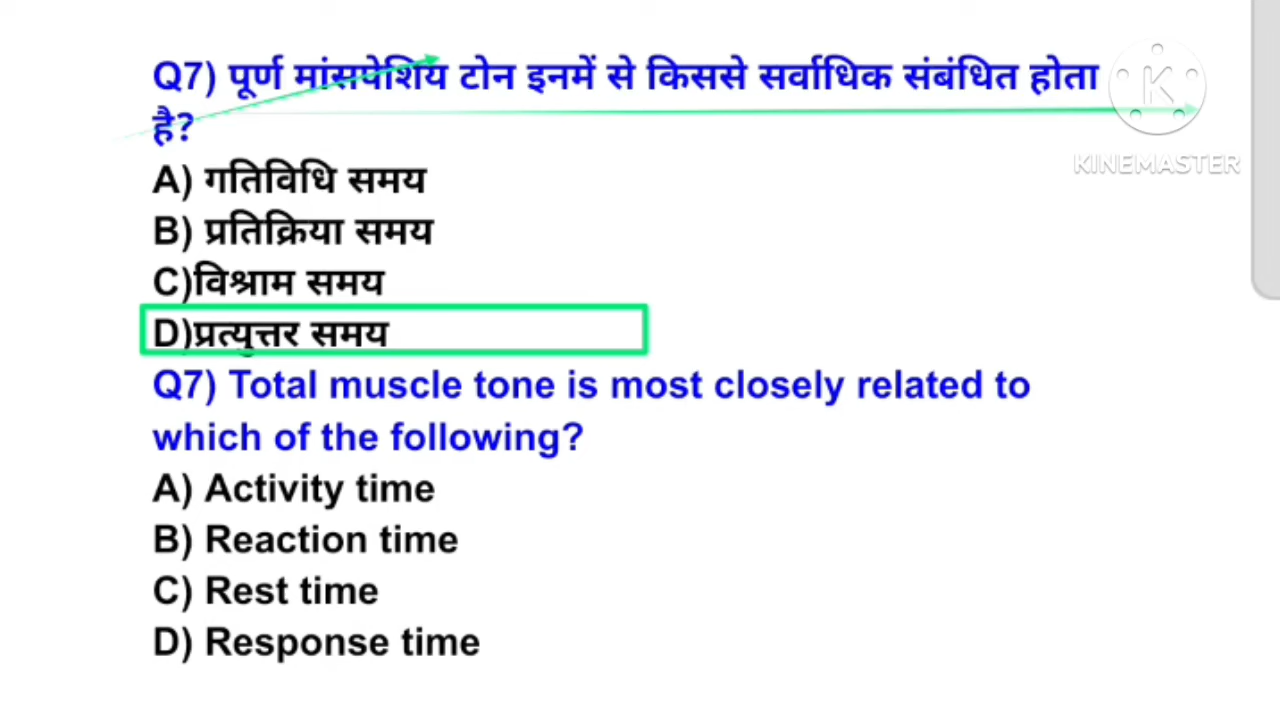 Q7) पूर्ण मांसपेशिय टोन इनमें से किससे सर्वाधिक संबंधित होता
है?
A) गतिविधि समय
B) प्रतिक्रिया समय
C)विश्राम समय
D)प्रत्युत्तर समय
Q7) Total muscle tone is most closely related to
which of the following?
A) Activity time
B) Reaction time
C) Rest time
D) Response time
K
KINEMASTER